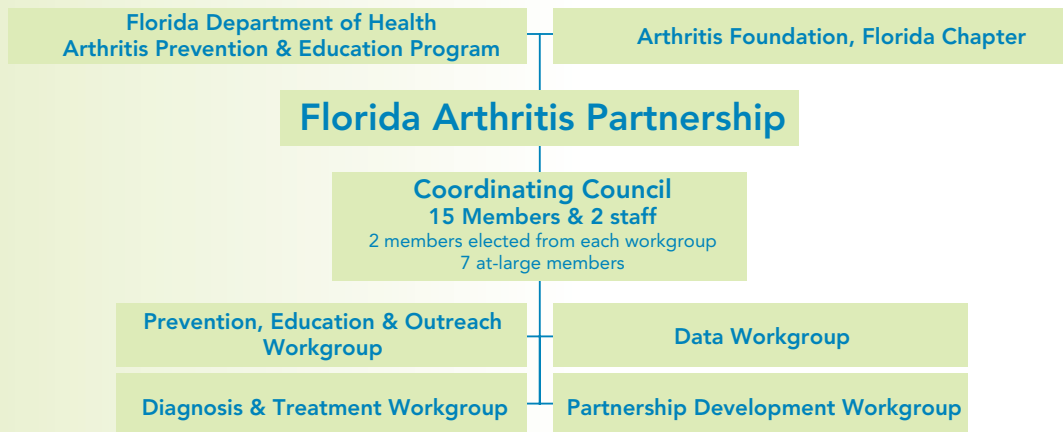 Florida Department of Health
Arthritis Prevention & Education Program
Arthritis Foundation, Florida Chapter
Florida Arthritis Partnership
Coordinating Council
15 Members & 2 staff
2 members elected from each workgroup
7 at-large members
Prevention, Education & Outreach
Workgroup
Data Workgroup
Diagnosis & Treatment Workgroup
Partnership Development Workgroup